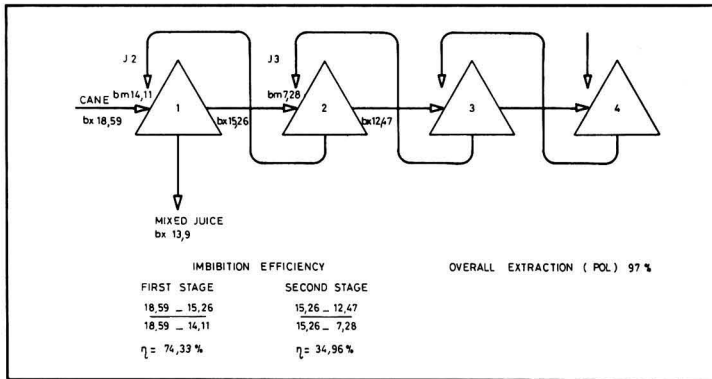 J 2
J3
CANE
bm14,11
bx 18,59
1
bx15,26
bm7,28
2
bx12,47
3
4
MIXED JUICE
bx 13,9
IMBIBITION EFFICIENCY
OVERALL EXTRACTION ( POL) 97 %
FIRST STAGE
SECOND STAGE
18,59 _ 15,26
15,26 _ 12,47
18,59 _ 14,11
15,26 _ 7,28
η = 74,33 %
η = 34,96 %